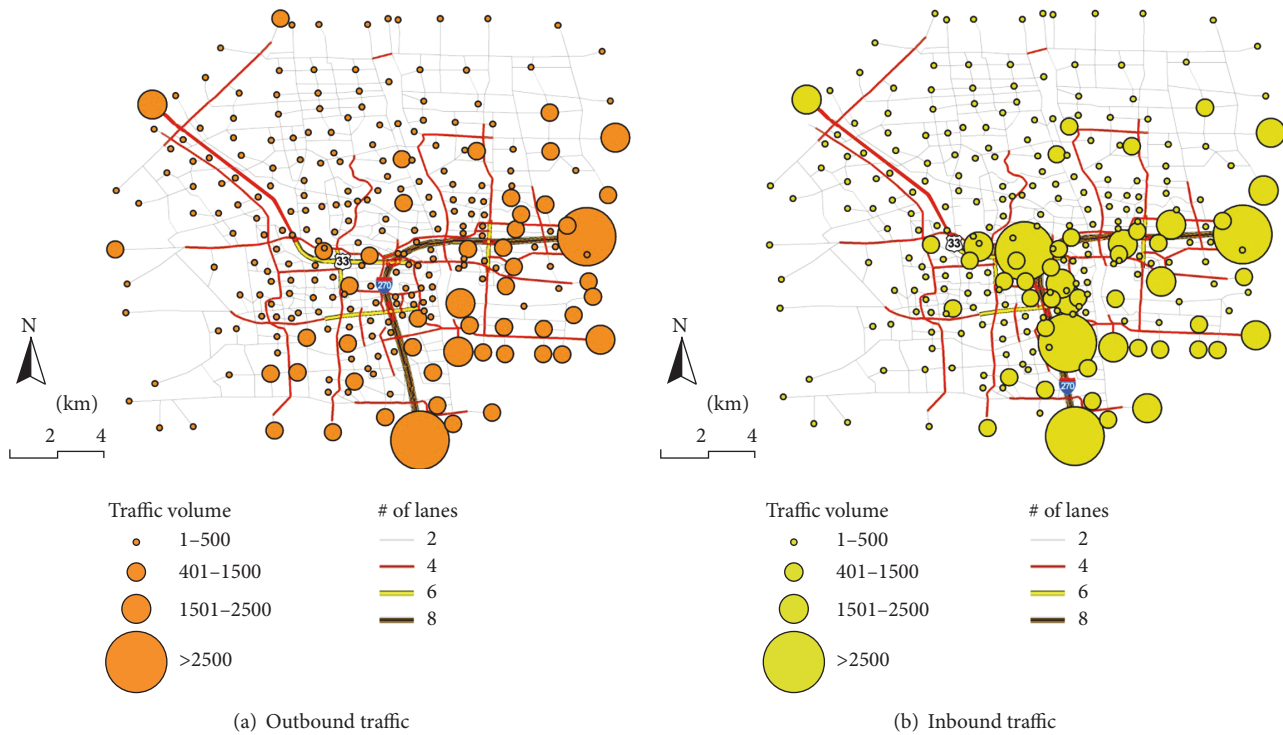 33
270
N
(km)
2 4
Traffic volume
1–500
401–1500
1501–2500
>2500
# of lanes
2
4
6
8
(a) Outbound traffic
33
270
N
(km)
2 4
Traffic volume
1–500
401–1500
1501–2500
>2500
# of lanes
2
4
6
8
(b) Inbound traffic